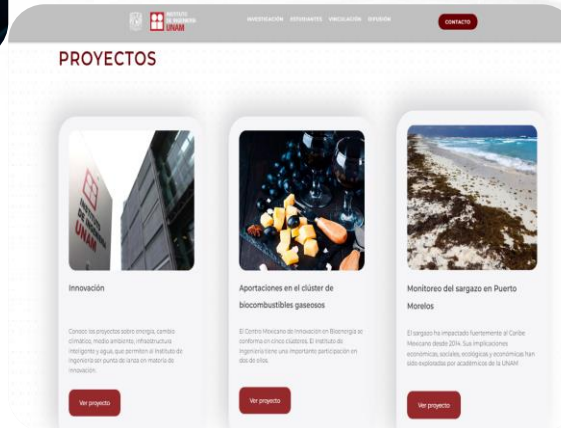 INSTITUTO
DE INGENIERÍA
UNAM
INVESTIGACIÓN ESTUDIANTES VINCULACIÓN DIFUSIÓN
CONTACTO
PROYECTOS
INSTITUTO
DE INGENIERÍA
UNAM
Innovación
Conoce los proyectos sobre energía, cambio
climático, medio ambiente, infraestructura
inteligente y agua, que permiten al Instituto de
Ingeniería ser punta de lanza en materia de
innovación.
Ver proyecto
Aportaciones en el clúster de
biocombustibles gaseosos
El Centro Mexicano de Innovación en Bioenergía se
conforma en cinco clústeres. El Instituto de
Ingeniería tiene una importante participación en
dos de ellos.
Ver proyecto
Monitoreo del sargazo en Puerto
Morelos
El sargazo ha impactado fuertemente al Caribe
Mexicano desde 2014. Sus implicaciones
económicas, sociales, ecológicas y económicas han
sido exploradas por académicos de la UNAM
Ver proyecto